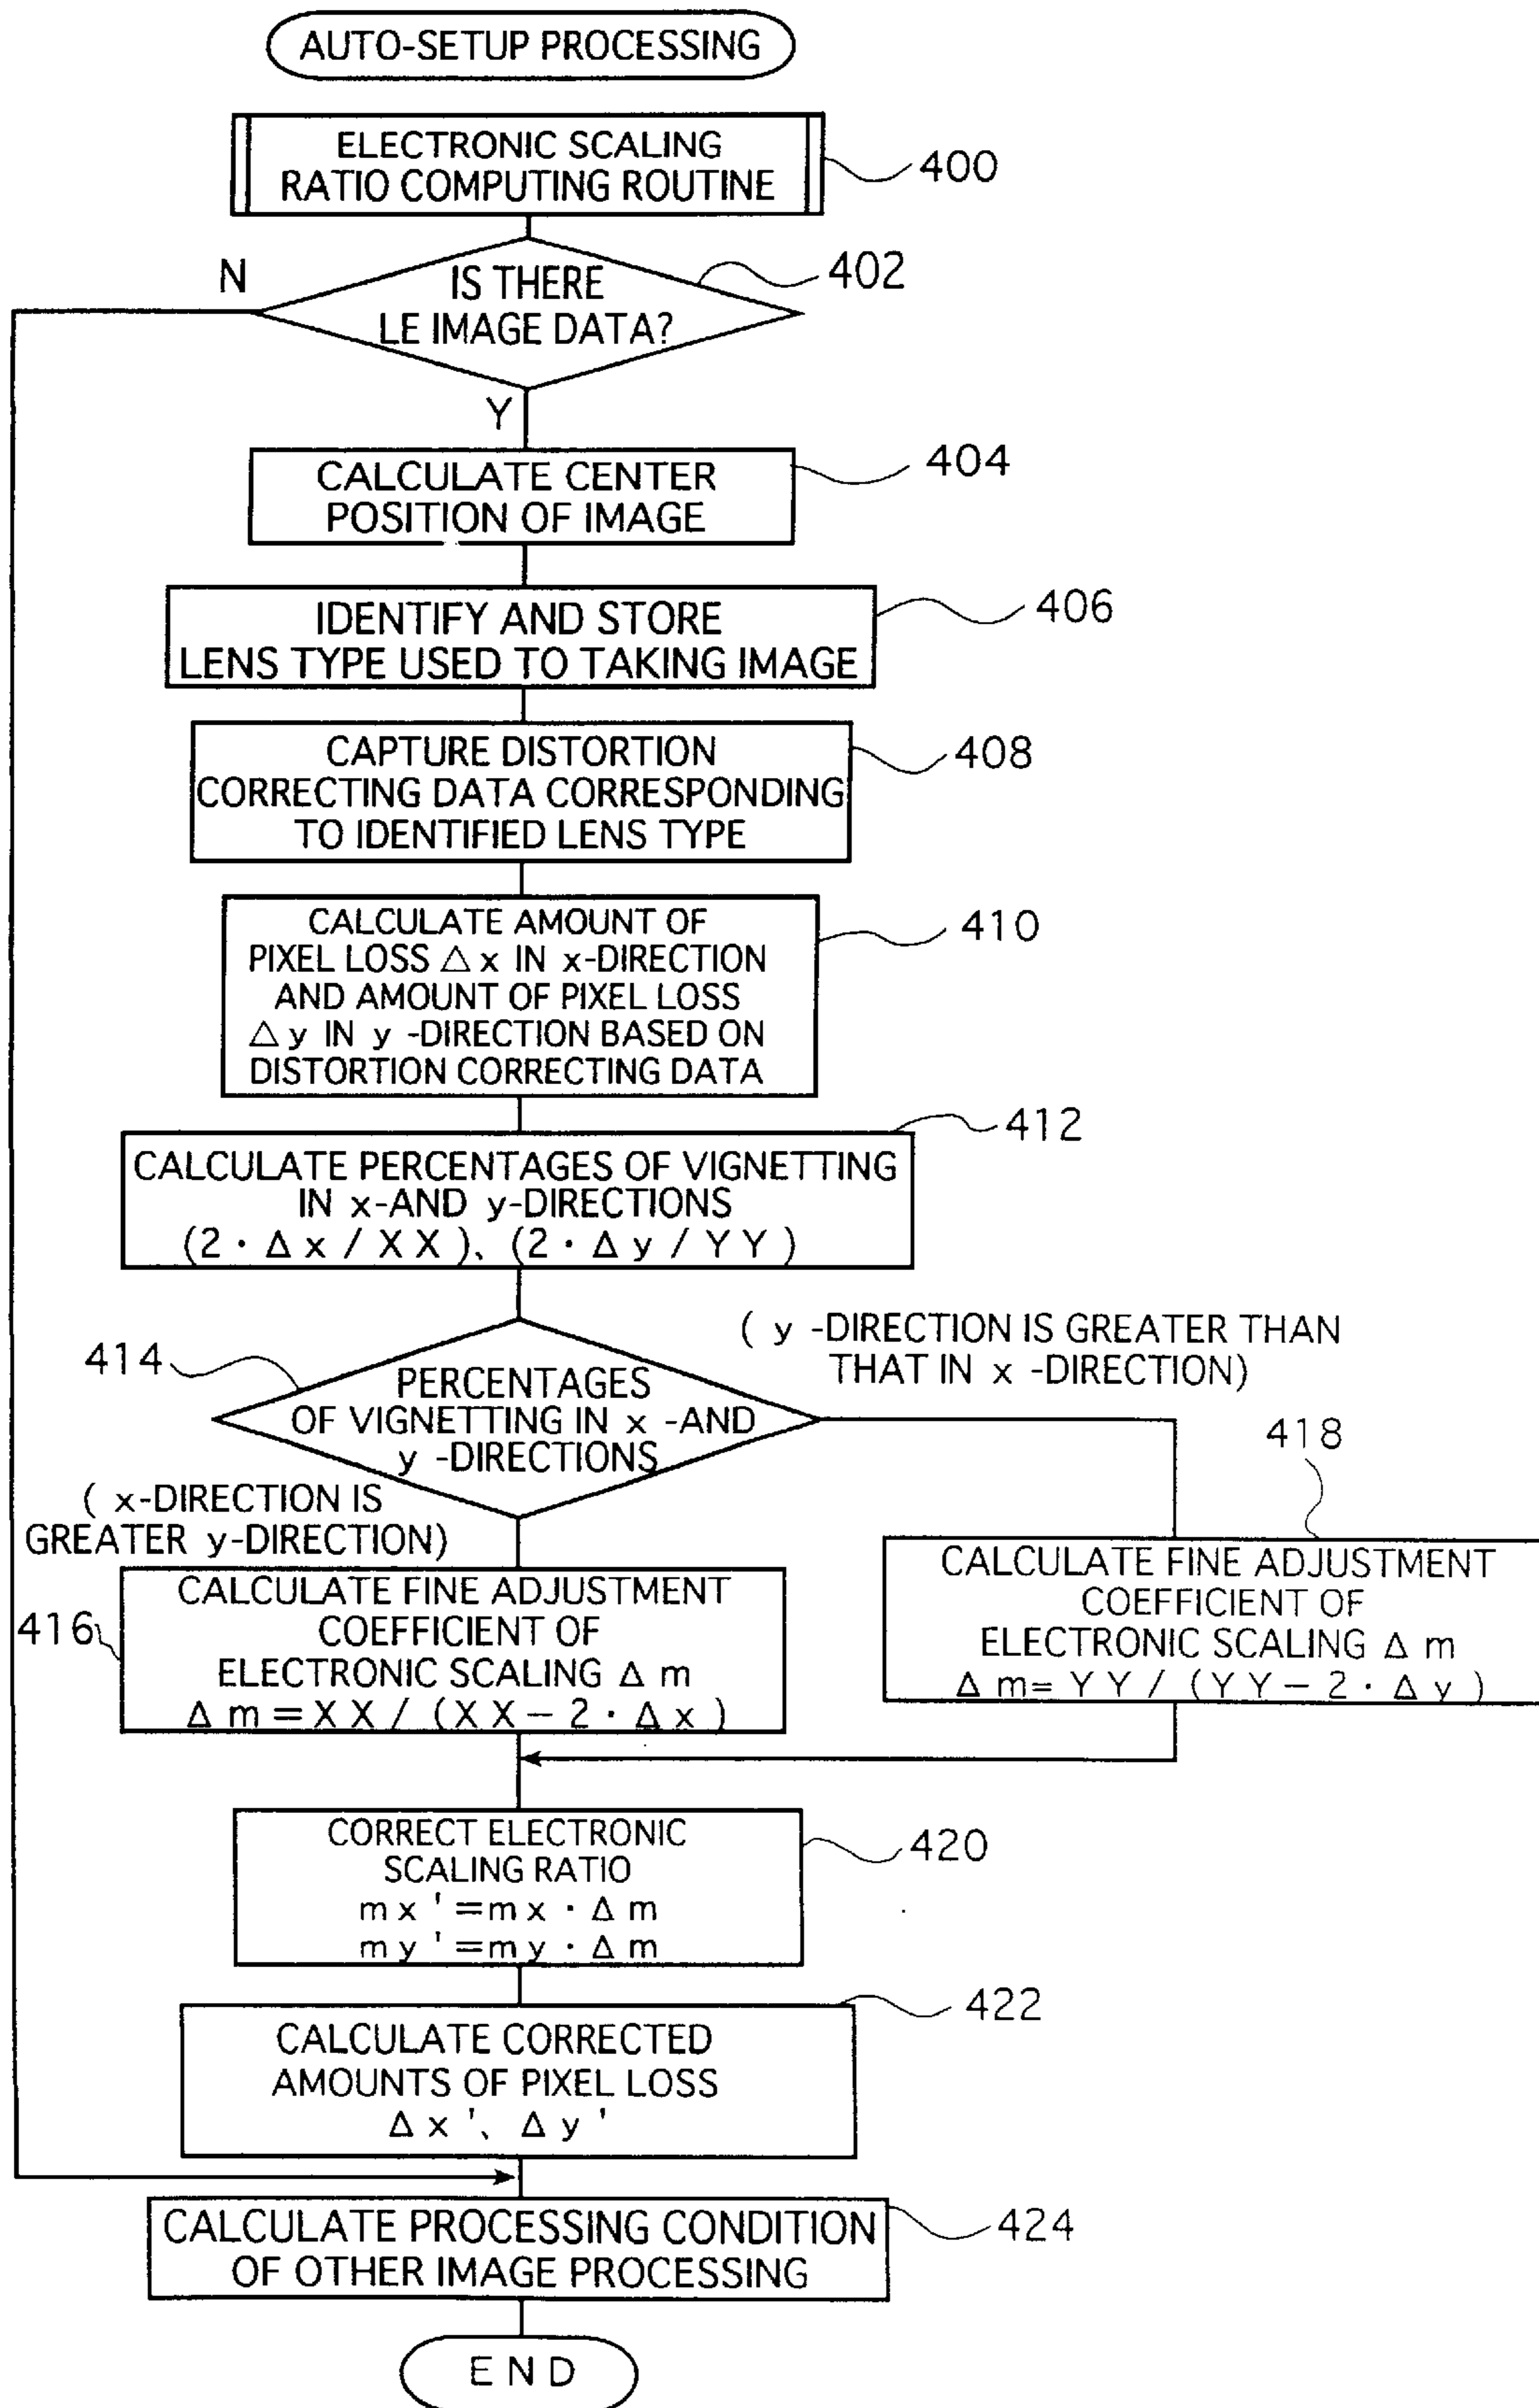 AUTO-SETUP PROCESSING
ELECTRONIC SCALING
RATIO COMPUTING ROUTINE
400
N
IS THERE
LE IMAGE DATA?
402
Y
CALCULATE CENTER
POSITION OF IMAGE
404
IDENTIFY AND STORE
LENS TYPE USED TO TAKING IMAGE
406
CAPTURE DISTORTION
CORRECTING DATA CORRESPONDING
TO IDENTIFIED LENS TYPE
408
CALCULATE AMOUNT OF
PIXEL LOSS △x IN x-DIRECTION
AND AMOUNT OF PIXEL LOSS
△y IN y -DIRECTION BASED ON
DISTORTION CORRECTING DATA
410
CALCULATE PERCENTAGES OF VIGNETTING
IN x-AND y-DIRECTIONS
(2・Δx/XX)、(2・Δy/YY)
412
( y -DIRECTION IS GREATER THAN
THAT IN x -DIRECTION)
414
PERCENTAGES
OF VIGNETTING IN x -AND
y -DIRECTIONS
( x-DIRECTION IS
GREATER y-DIRECTION)
CALCULATE FINE ADJUSTMENT
COEFFICIENT OF
ELECTRONIC SCALING Δm
Δm=XX/(XX−2・Δx)
416
418
CALCULATE FINE ADJUSTMENT
COEFFICIENT OF
ELECTRONIC SCALING Δm
Δm=YY/(YY−2・Δy)
CORRECT ELECTRONIC
SCALING RATIO
mx'=mx・Δm
my'=my・Δm
420
CALCULATE CORRECTED
AMOUNTS OF PIXEL LOSS
Δx'、Δy'
422
CALCULATE PROCESSING CONDITION
OF OTHER IMAGE PROCESSING
424
END